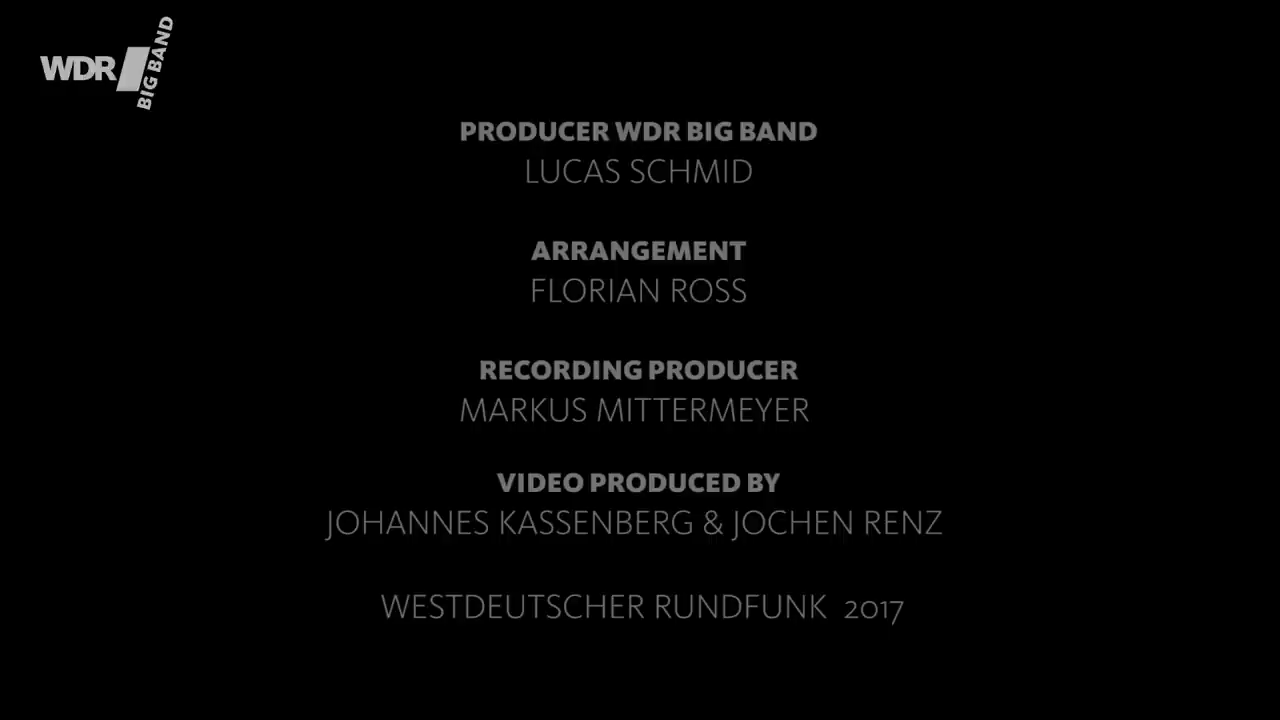 WDR BIG BAND
PRODUCER WDR BIG BAND
LUCAS SCHMID
ARRANGEMENT
FLORIAN ROSS
RECORDING PRODUCER
MARKUS MITTERMEYER
VIDEO PRODUCED BY
JOHANNES KASSENBERG & JOCHEN RENZ
WESTDEUTSCHER RUNDFUNK 2017